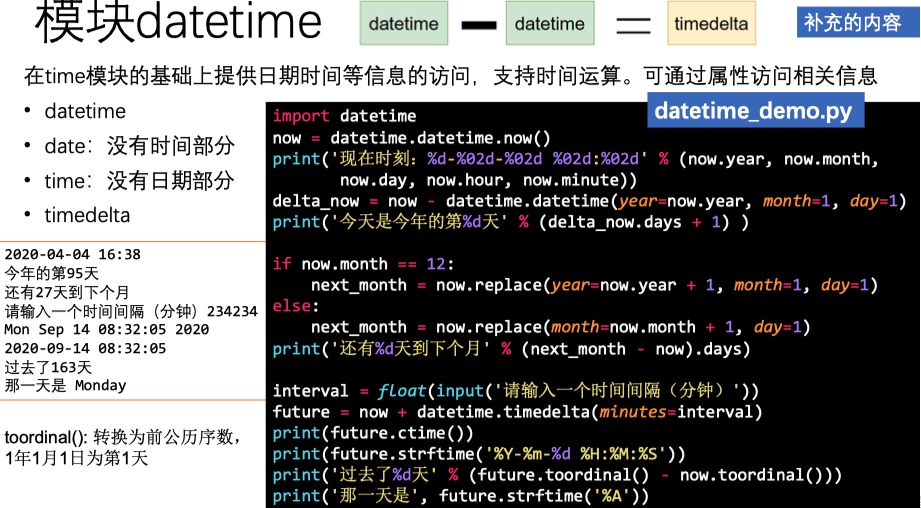 模块datetime
datetime — datetime = timedelta
补充的内容
在time模块的基础上提供日期时间等信息的访问，支持时间运算。可通过属性访问相关信息
• datetime
• date：没有时间部分
• time：没有日期部分
• timedelta
datetime_demo.py
import datetime
now = datetime.datetime.now()
print('现在时刻：%d-%02d-%02d %02d:%02d' % (now.year, now.month,
now.day, now.hour, now.minute))
delta_now = now - datetime.datetime(year=now.year, month=1, day=1)
print('今天是今年的第%d天' % (delta_now.days + 1) )
if now.month == 12:
next_month = now.replace(year=now.year + 1, month=1, day=1)
else:
next_month = now.replace(month=now.month + 1, day=1)
print('还有%d天到下个月' % (next_month - now).days)
interval = float(input('请输入一个时间间隔（分钟）'))
future = now + datetime.timedelta(minutes=interval)
print(future.ctime())
print(future.strftime('%Y-%m-%d %H:%M:%S'))
print('过去了%d天' % (future.toordinal() - now.toordinal()))
print('那一天是', future.strftime('%A'))
2020-04-04 16:38
今年的第95天
还有27天到下个月
请输入一个时间间隔（分钟）234234
Mon Sep 14 08:32:05 2020
2020-09-14 08:32:05
过去了163天
那一天是 Monday
toordinal(): 转换为前公历序数，
1年1月1日为第1天